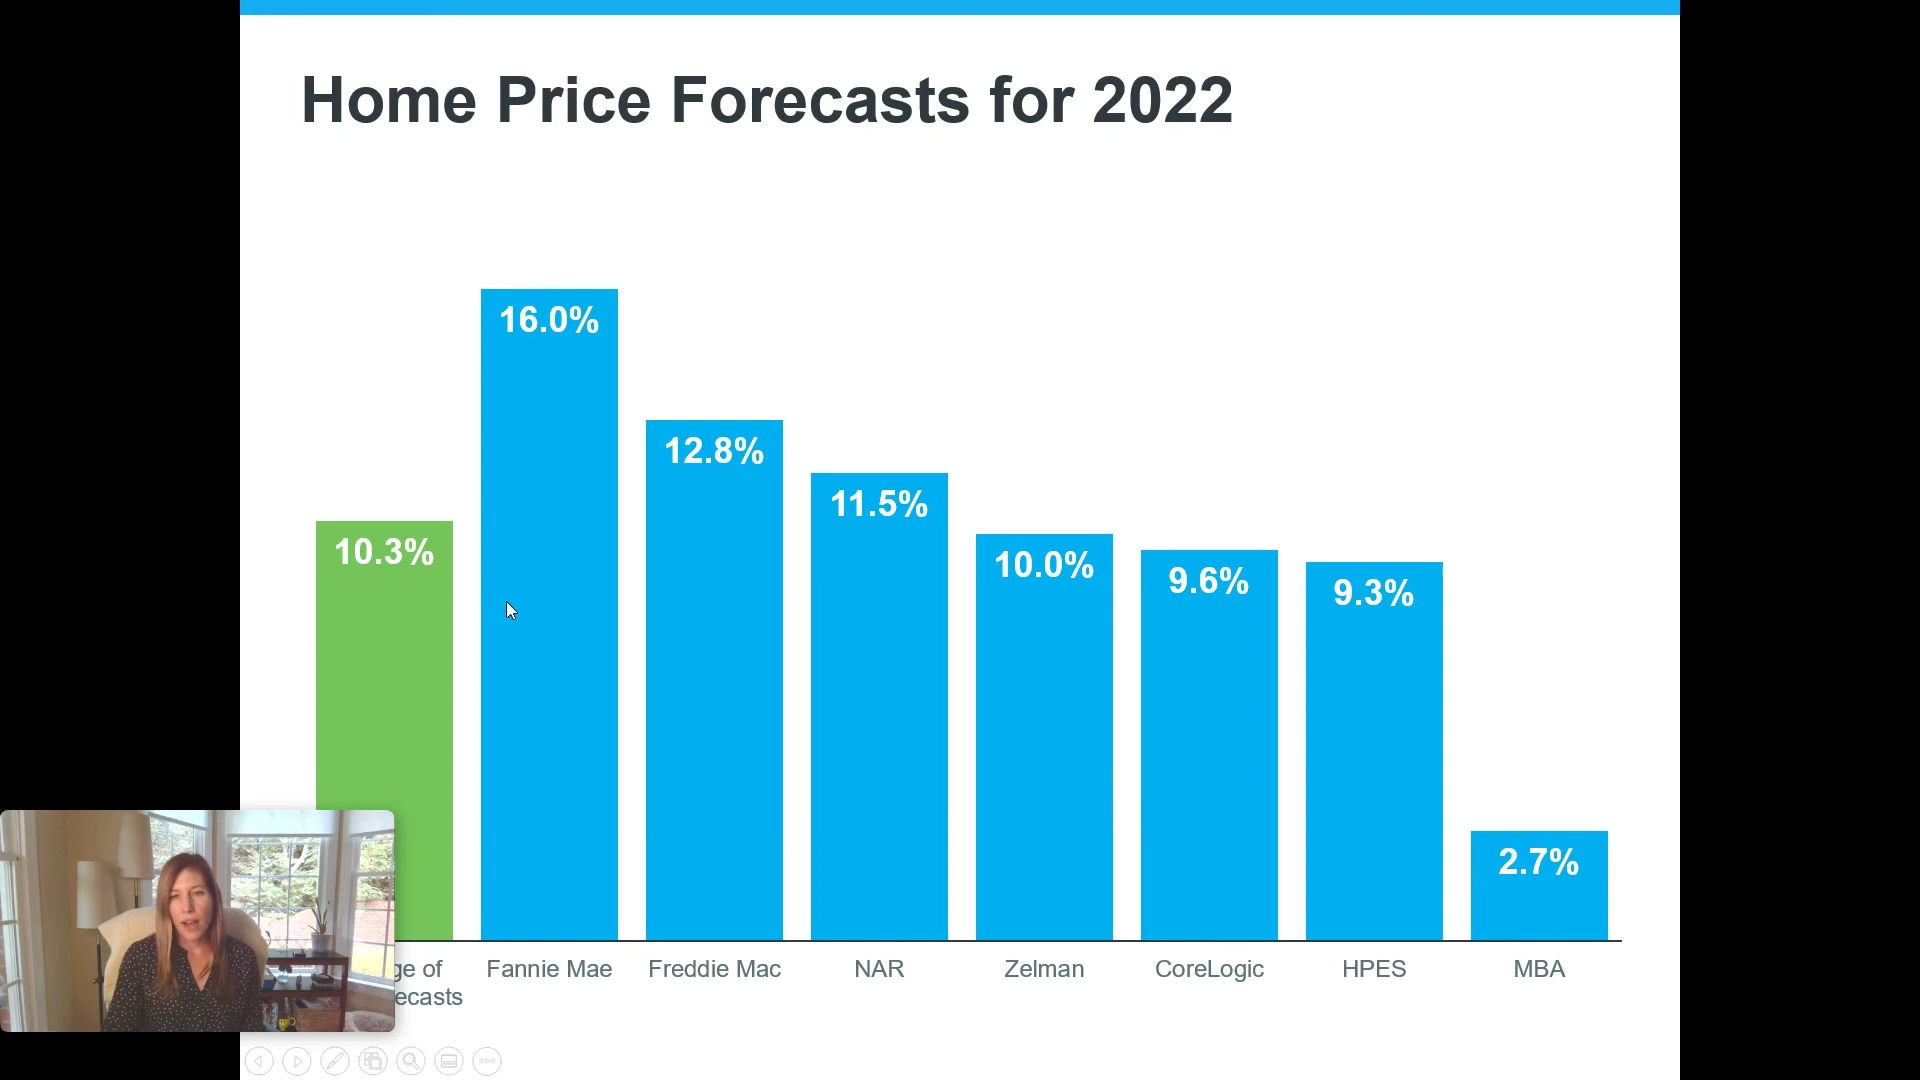 Home Price Forecasts for 2022
16.0%
12.8%
11.5%
10.3%
10.0%
9.6%
9.3%
2.7%
ge of
ecasts
Fannie Mae
Freddie Mac
NAR
Zelman
CoreLogic
HPES
MBA